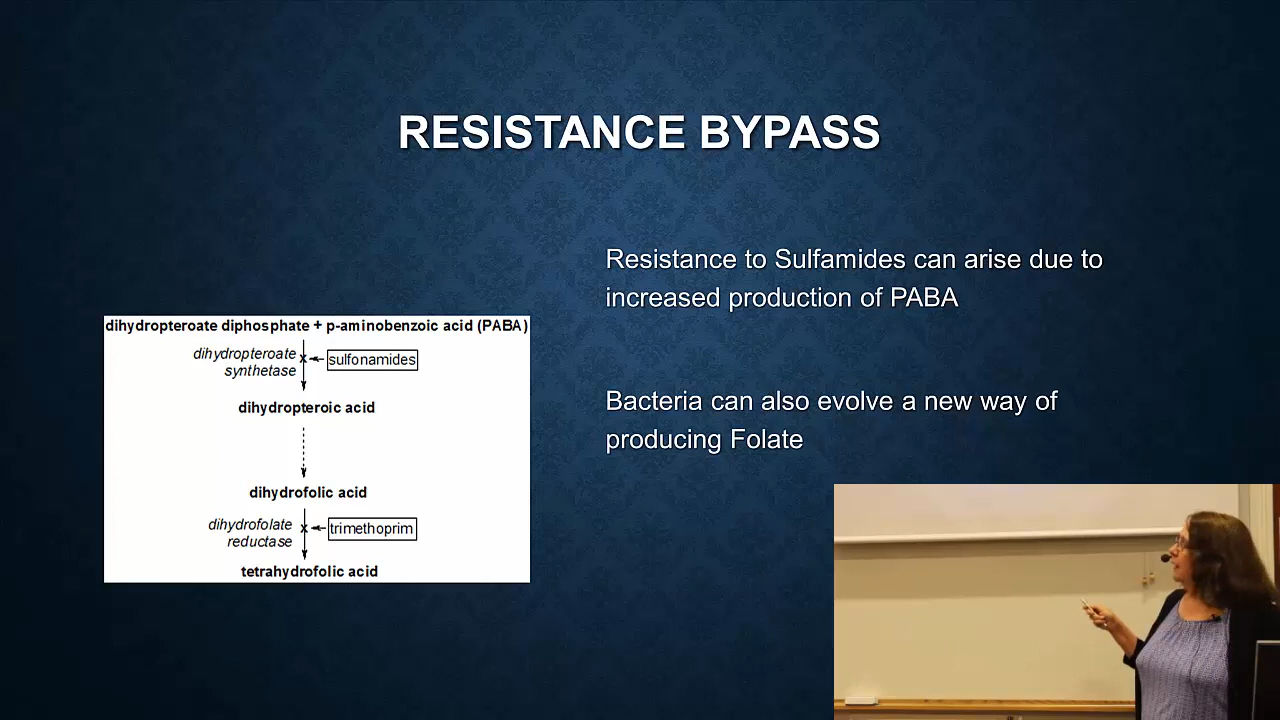 RESISTANCE BYPASS
Resistance to Sulfamides can arise due to
increased production of PABA
Bacteria can also evolve a new way of
producing Folate
dihydropteroate diphosphate + p-aminobenzoic acid (PABA)
dihydropteroate
synthetase
sulfonamides
dihydropteroic acid
dihydrofolic acid
dihydrofolate
reductase
trimethoprim
tetrahydrofolic acid